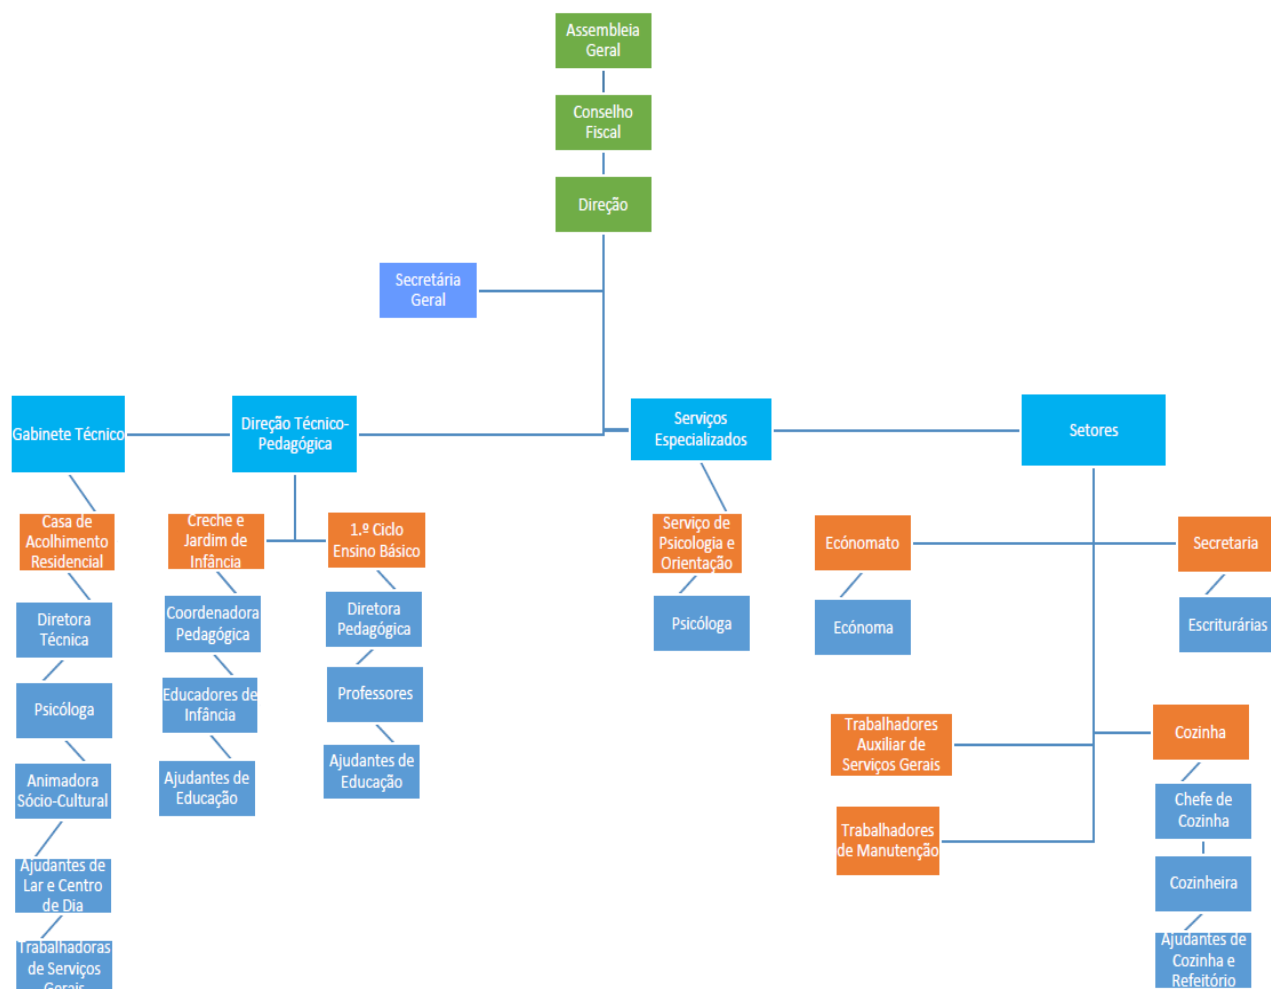 Assembleia
Geral
Conselho
Fiscal
Direção
Secretária
Geral
Gabinete Técnico
Direção Técnico-
Pedagógica
Serviços
Especializados
Setores
Casa de
Acolhimento
Residencial
Creche e
Jardim de
Infância
1.º Ciclo
Ensino Básico
Serviço de
Psicologia e
Orientação
Ecónomato
Secretaria
Diretora
Técnica
Coordenadora
Pedagógica
Diretora
Pedagógica
Psicóloga
Ecónoma
Escriturárias
Psicóloga
Educadores de
Infância
Professores
Trabalhadores
Auxiliar de
Serviços Gerais
Cozinha
Animadora
Sócio-Cultural
Ajudantes de
Educação
Ajudantes de
Educação
Trabalhadores
de Manutenção
Chefe de
Cozinha
Ajudantes de
Lar e Centro
de Dia
Cozinheira
Trabalhadoras
de Serviços
Gerais
Ajudantes de
Cozinha e
Refeitório